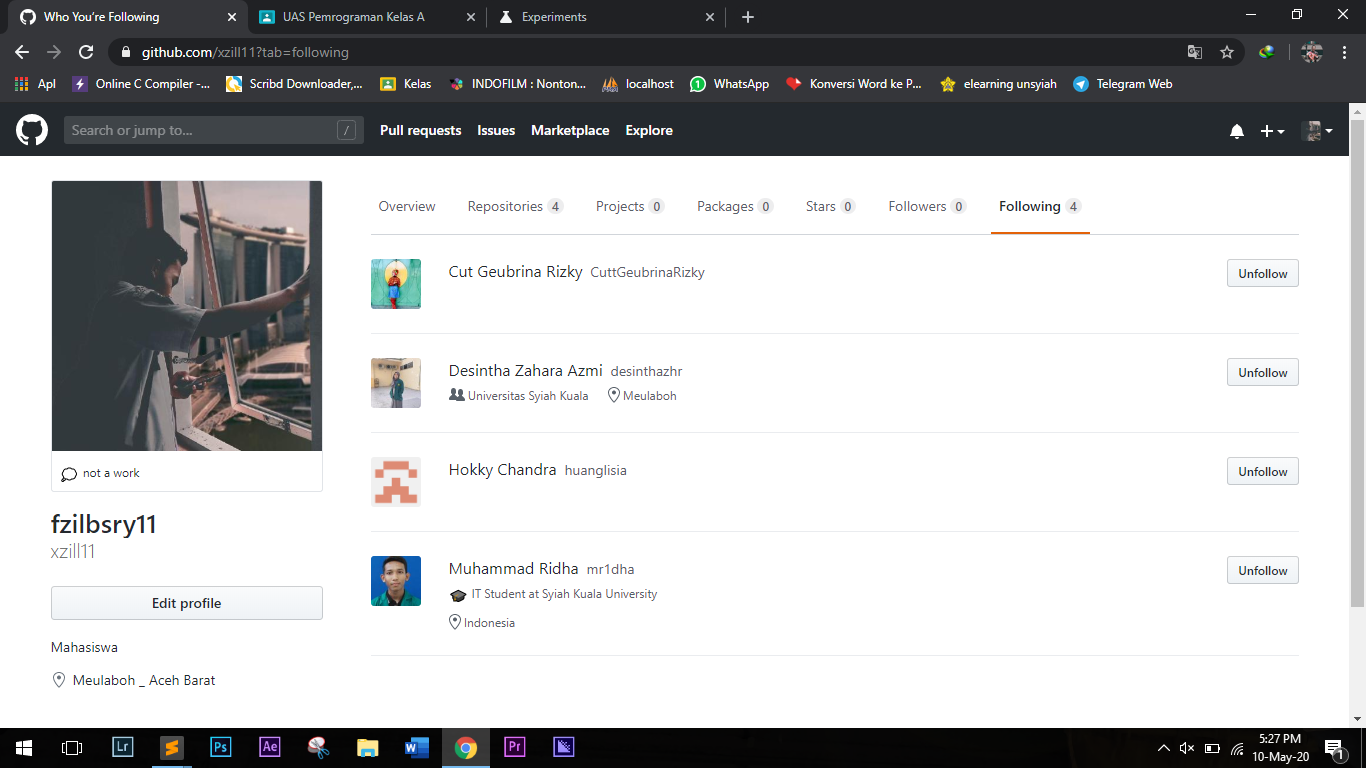 Who You're Following
UAS Pemrograman Kelas A
Experiments
github.com/xzill11?tab=following
Apl
Online C Compiler -...
Scribd Downloader,...
Kelas
INDOFILM : Nonton...
localhost
WhatsApp
Konversi Word ke P...
elearning unsyiah
Telegram Web
Search or jump to...
/
Pull requests
Issues
Marketplace
Explore
Overview
Repositories 4
Projects 0
Packages 0
Stars 0
Followers 0
Following 4
not a work
fzilbsry11
xzill11
Edit profile
Mahasiswa
Meulaboh _ Aceh Barat
Cut Geubrina Rizky CuttGeubrinaRizky
Unfollow
Desintha Zahara Azmi desinthazhr
Universitas Syiah Kuala Meulaboh
Unfollow
Hokky Chandra huanglisia
Unfollow
Muhammad Ridha mr1dha
IT Student at Syiah Kuala University
Indonesia
Unfollow
Lr
Ps
Ae
Pr
5:27 PM
10-May-20
1